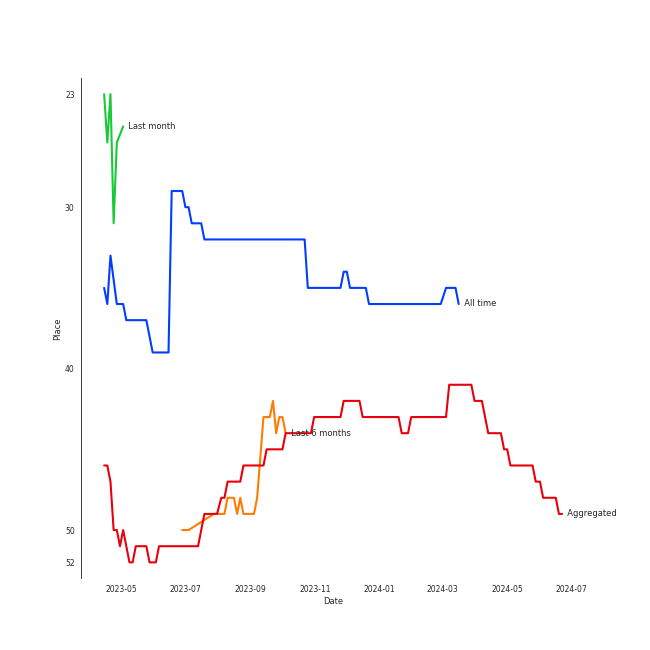 23
Last month
30
All time
Place
40
Last 6 months
Aggregated
50
52
2023-05 2023-07 2023-09 2023-11 2024-01 2024-03 2024-05 2024-07
Date